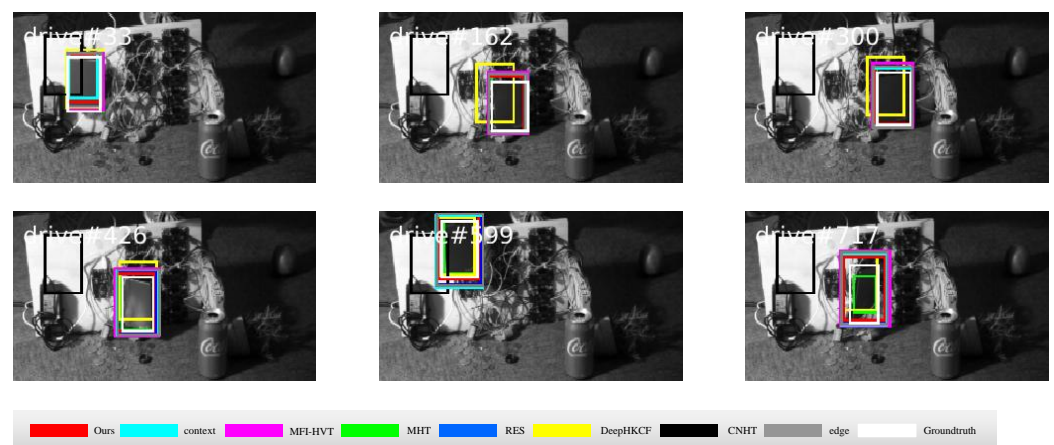 drive#33
drive#162
drive#300
drive#426
drive#599
drive#717
Ours context MFI-HVT MHT RES DeepHKCF CNHT edge Groundtruth